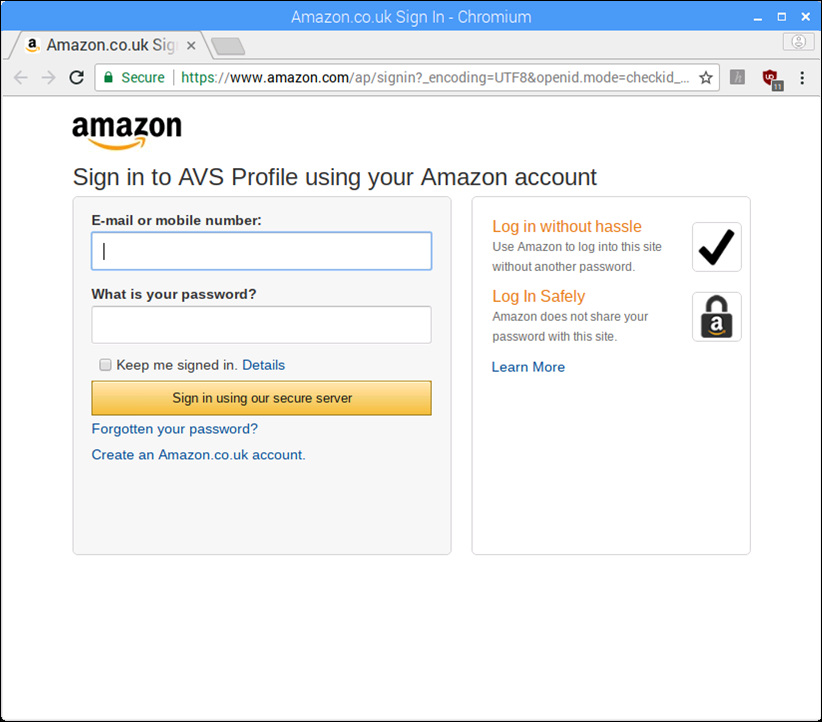 Amazon.co.uk Sign In - Chromium
Amazon.co.uk Sig
Secure
https://www.amazon.com/ap/signin?_encoding=UTF8&openid.mode=checkid_...
11
amazon
Sign in to AVS Profile using your Amazon account
E-mail or mobile number:
What is your password?
Keep me signed in. Details
Sign in using our secure server
Forgotten your password?
Create an Amazon.co.uk account.
Log in without hassle
Use Amazon to log into this site
without another password.
Log In Safely
Amazon does not share your
password with this site.
Learn More